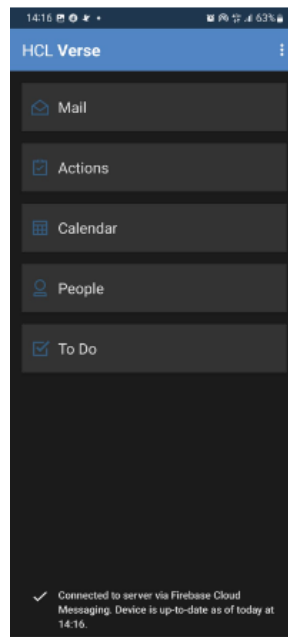 14:16 63%
HCL Verse
Mail
Actions
Calendar
People
To Do
Connected to server via Firebase Cloud
Messaging. Device is up-to-date as of today at
14:16.